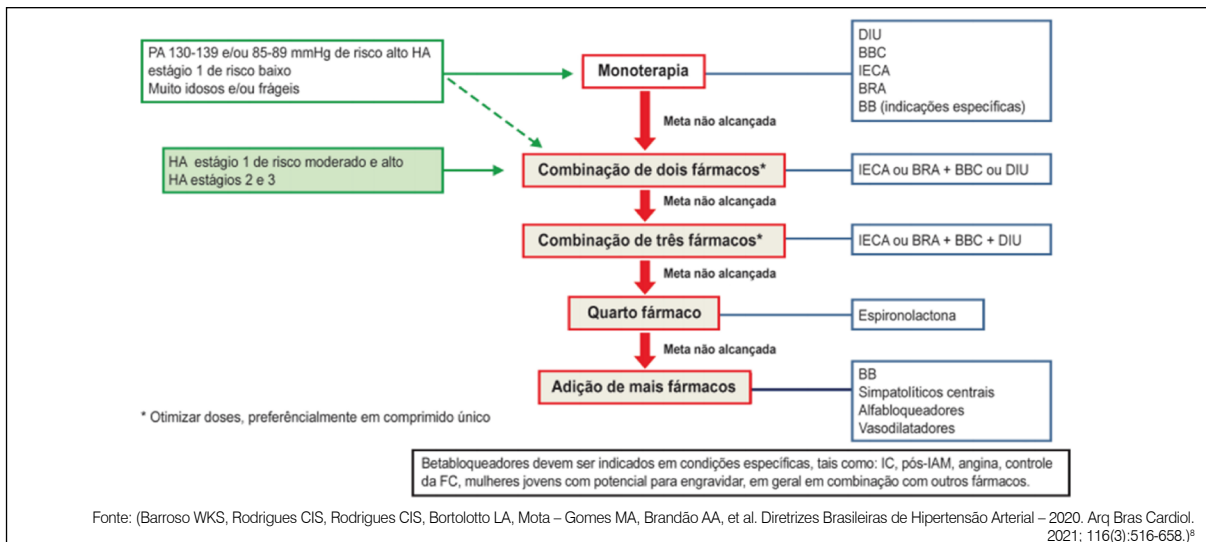 PA 130-139 e/ou 85-89 mmHg de risco alto HA
estágio 1 de risco baixo
Muito idosos e/ou frágeis
Monoterapia
DIU
BBC
IECA
BRA
BB (indicações específicas)
Meta não alcançada
HA estágio 1 de risco moderado e alto
HA estágios 2 e 3
Combinação de dois fármacos*
IECA ou BRA + BBC ou DIU
Meta não alcançada
Combinação de três fármacos*
IECA ou BRA + BBC + DIU
Meta não alcançada
Quarto fármaco
Espironolactona
Meta não alcançada
Adição de mais fármacos
BB
Simpatolíticos centrais
Alfabloqueadores
Vasodilatadores
* Otimizar doses, preferêncialmente em comprimido único
Betabloqueadores devem ser indicados em condições específicas, tais como: IC, pós-IAM, angina, controle
da FC, mulheres jovens com potencial para engravidar, em geral em combinação com outros fármacos.
Fonte: (Barroso WKS, Rodrigues CIS, Rodrigues CIS, Bortolotto LA, Mota – Gomes MA, Brandão AA, et al. Diretrizes Brasileiras de Hipertensão Arterial – 2020. Arq Bras Cardiol.
2021; 116(3):516-658.)⁸